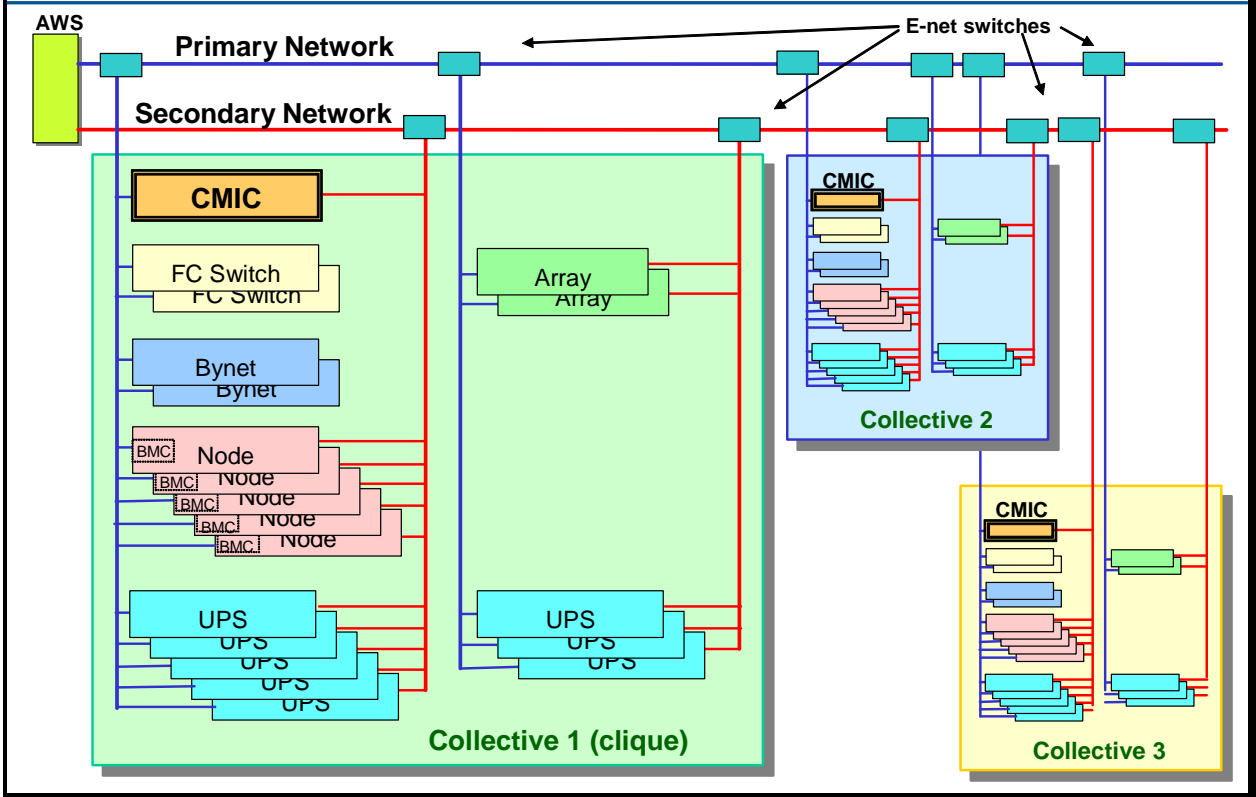 AWS
E-net switches
Primary Network
Secondary Network
CMIC
FC Switch
FC Switch
Array
Array
Bynet
Bynet
BMC
Node
BMC
Node
BMC
Node
BMC
Node
BMC
Node
UPS
UPS
UPS
UPS
UPS
UPS
UPS
UPS
Collective 1 (clique)
CMIC
Collective 2
CMIC
Collective 3